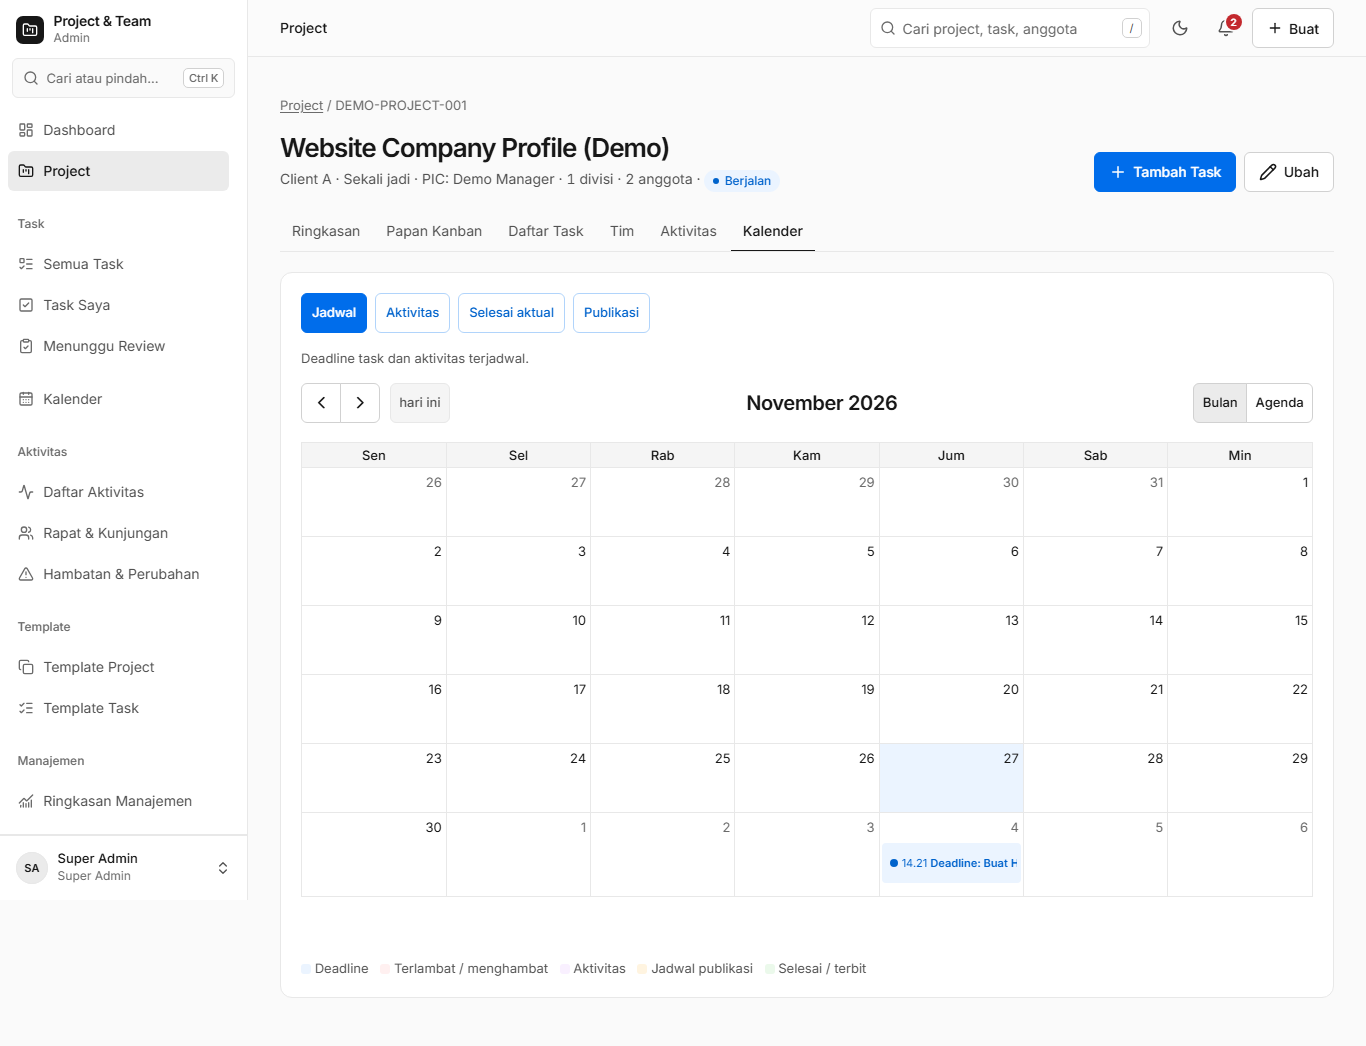 Project & Team
Admin
Cari atau pindah...
Ctrl K
Dashboard
Project
Task
Semua Task
Task Saya
Menunggu Review
Kalender
Aktivitas
Daftar Aktivitas
Rapat & Kunjungan
Hambatan & Perubahan
Template
Template Project
Template Task
Manajemen
Ringkasan Manajemen
SA
Super Admin
Super Admin
Project
Cari project, task, anggota
/
2
Buat
Project / DEMO-PROJECT-001
Website Company Profile (Demo)
Client A · Sekali jadi · PIC: Demo Manager · 1 divisi · 2 anggota · Berjalan
Tambah Task
Ubah
Ringkasan Papan Kanban Daftar Task Tim Aktivitas Kalender
Jadwal Aktivitas Selesai aktual Publikasi
Deadline task dan aktivitas terjadwal.
hari ini
November 2026
Bulan Agenda
Sen Sel Rab Kam Jum Sab Min
26 27 28 29 30 31 1
2 3 4 5 6 7 8
9 10 11 12 13 14 15
16 17 18 19 20 21 22
23 24 25 26 27 28 29
30 1 2 3 4 5 6
14.21 Deadline: Buat
Deadline Terlambat / menghambat Aktivitas Jadwal publikasi Selesai / terbit